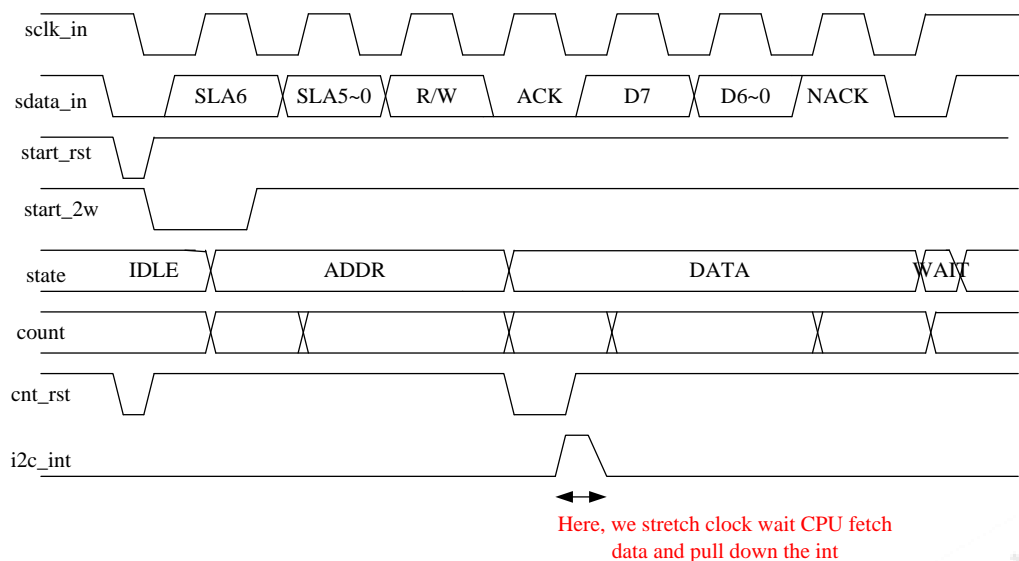 sclk_in
sdata_in SLA6 SLA5~0 R/W ACK D7 D6~0 NACK
start_rst
start_2w
state IDLE ADDR DATA WAIT
count
cnt_rst
i2c_int
Here, we stretch clock wait CPU fetch
data and pull down the int